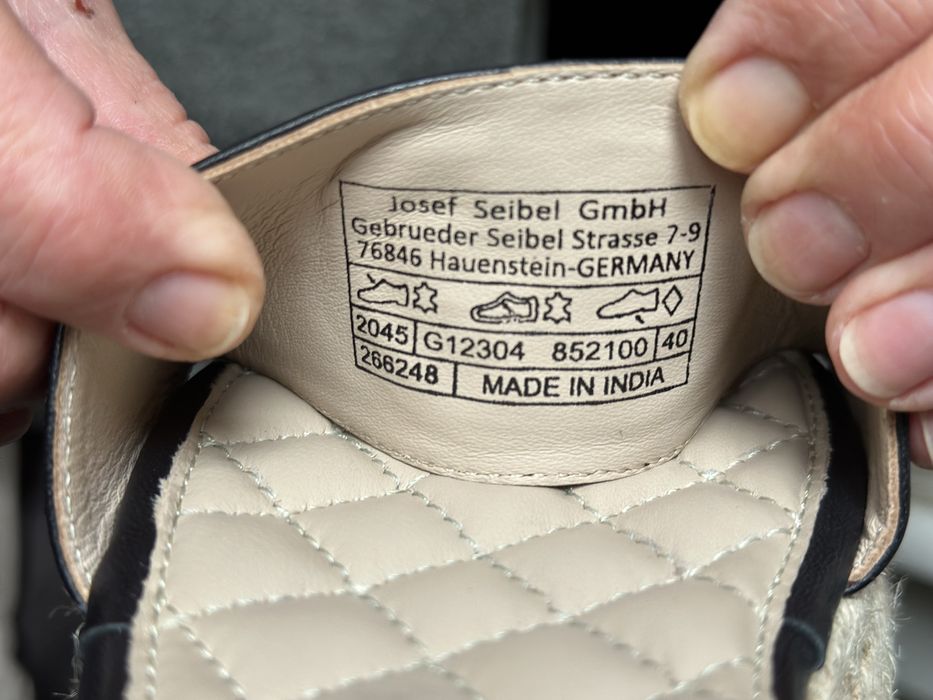 Josef Seibel GmbH
Gebrueder Seibel Strasse 7-9
76846 Hauenstein-GERMANY
2045 G12304 852100 40
266248 MADE IN INDIA